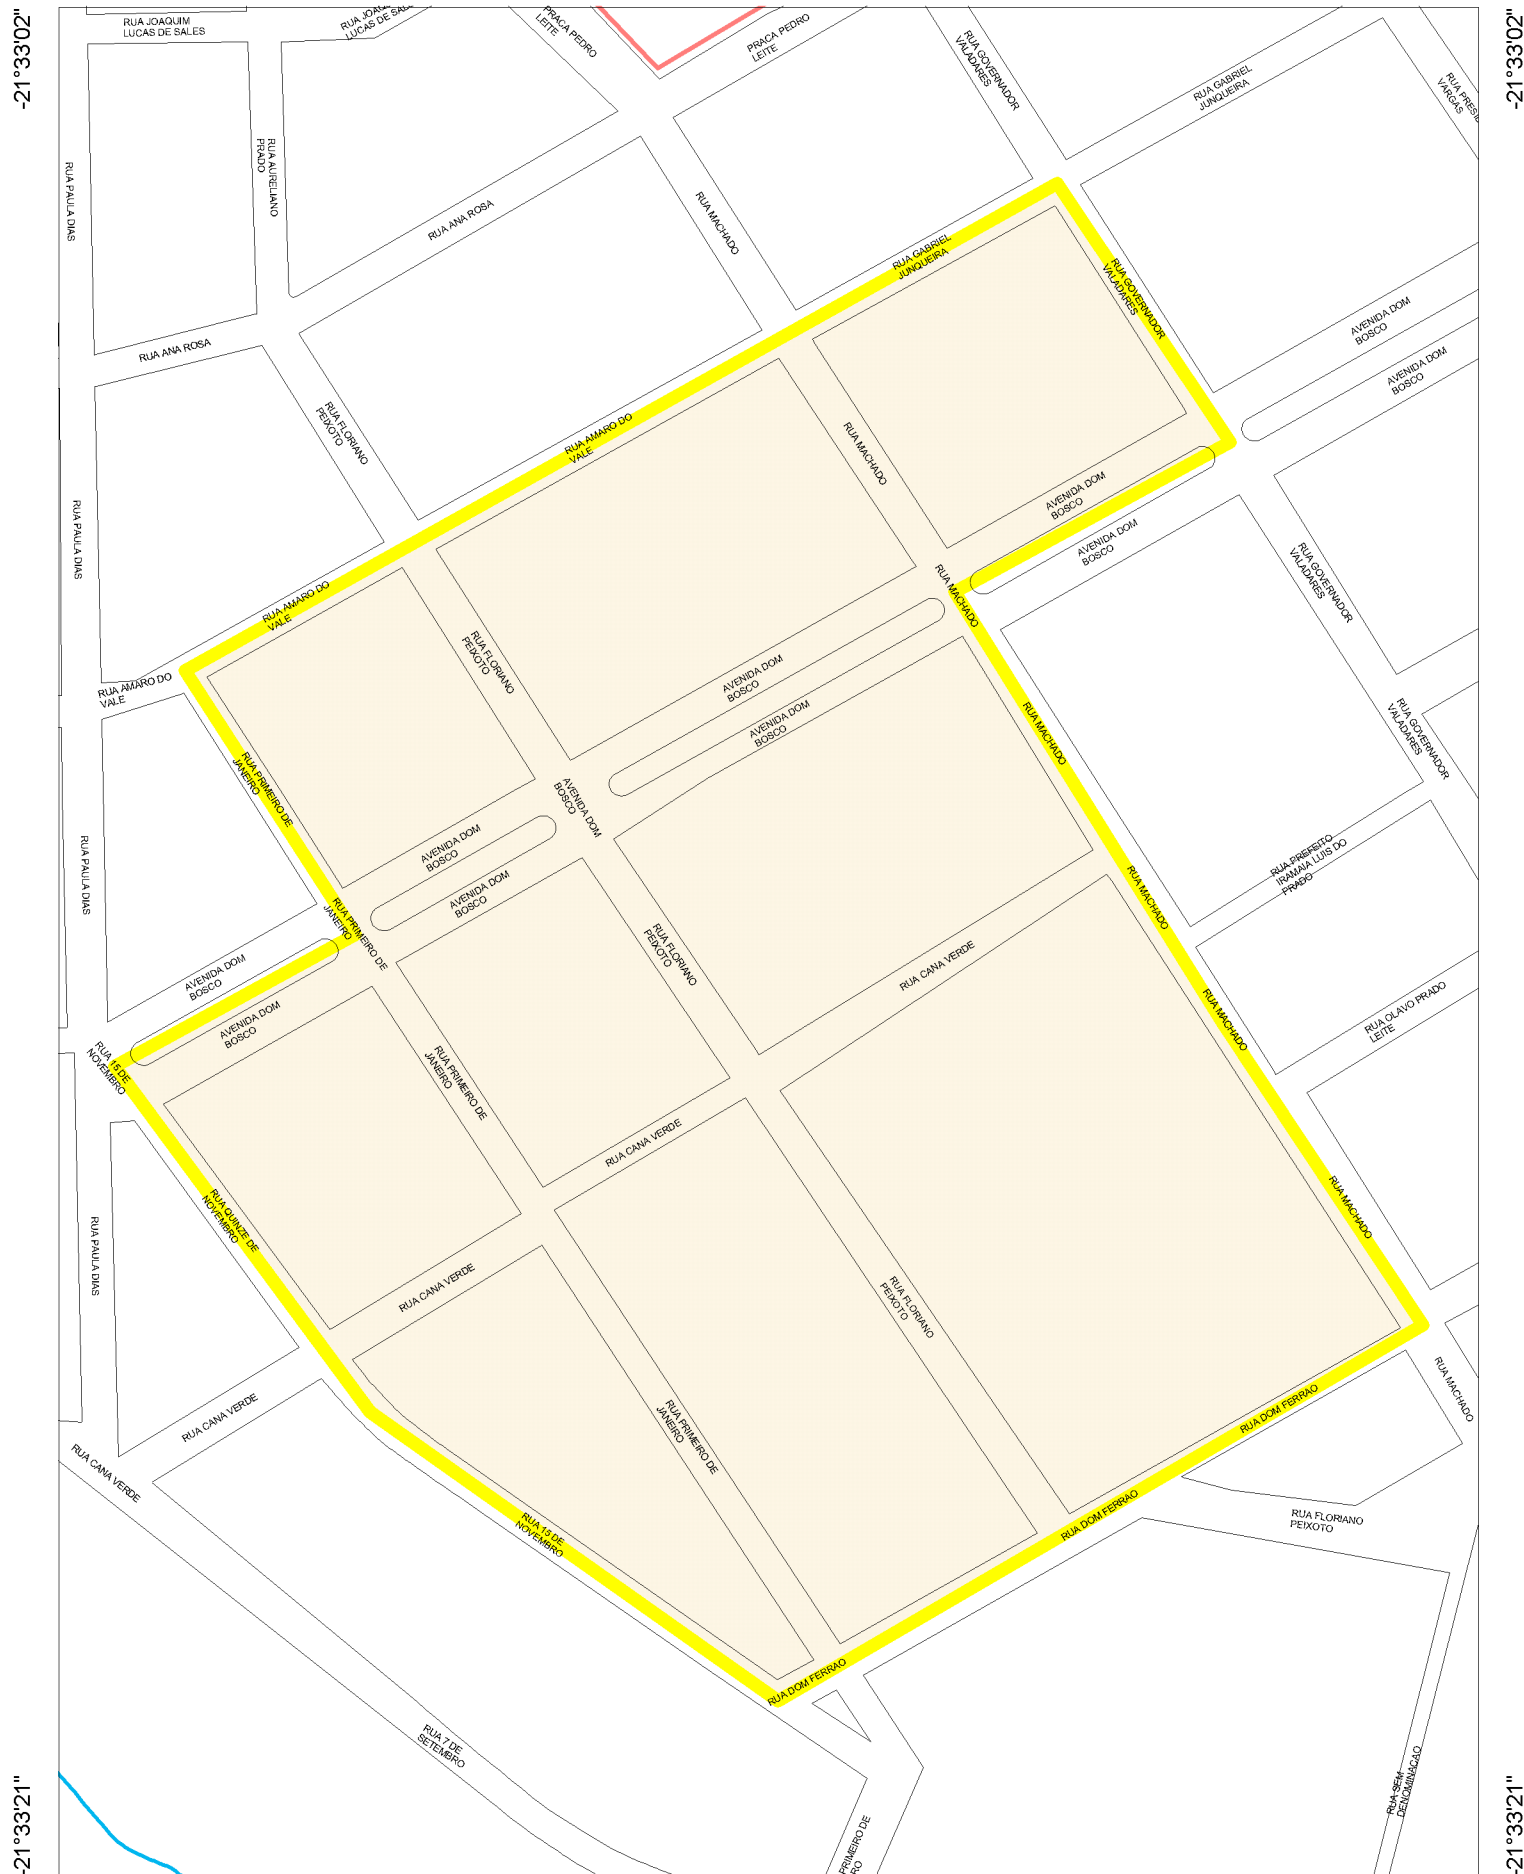 -21°33'02"
-21°33'02"
RUA JOAQUIM
LUCAS DE SALES
LUCAS DE
PRACA PEDRO
LEITE
PRACA PEDRO
LEITE
RUA GOVERNADOR
VALADARES
RUA GABRIEL
JUNQUEIRA
VARGAS
RUA AURELIANO
PRADO
RUA PAULA DIAS
RUA ANA ROSA
RUA MACHADO
RUA GABRIEL
JUNQUEIRA
RUA GOVERNADOR
VALADARES
AVENIDA DOM
BOSCO
AVENIDA DOM
BOSCO
RUA ANA ROSA
RUA FLORIANO
PEIXOTO
RUA AMARO DO
VALE
RUA MACHADO
AVENIDA DOM
BOSCO
AVENIDA DOM
BOSCO
RUA PAULA DIAS
RUA GOVERNADOR
VALADARES
RUA AMARO DO
VALE
RUA MACHADO
RUA FLORIANO
PEIXOTO
AVENIDA DOM
BOSCO
RUA AMARO DO
VALE
AVENIDA DOM
BOSCO
RUA MACHADO
RUA GOVERNADOR
VALADARES
RUA PRIMEIRO DE
JANEIRO
AVENIDA DOM
BOSCO
AVENIDA DOM
BOSCO
AVENIDA DOM
BOSCO
RUA PAULA DIAS
RUA PREFEITO
IRAMAIA LUIS DO
PRADO
RUA MACHADO
RUA PRIMEIRO DE
JANEIRO
RUA FLORIANO
PEIXOTO
RUA CANA VERDE
AVENIDA DOM
BOSCO
AVENIDA DOM
BOSCO
RUA MACHADO
RUA OLAVO PRADO
LEITE
RUA 15 DE
NOVEMBRO
RUA PRIMEIRO DE
JANEIRO
RUA CANA VERDE
RUA QUINZE DE
NOVEMBRO
RUA PAULA DIAS
RUA MACHADO
RUA CANA VERDE
RUA FLORIANO
PEIXOTO
RUA MACHADO
RUA CANA VERDE
RUA PRIMEIRO DE
JANEIRO
RUA DOM FERRAO
RUA CANA VERDE
RUA DOM FERRAO
RUA FLORIANO
PEIXOTO
RUA 15 DE
NOVEMBRO
RUA DOM FERRAO
RUA 7 DE
SETEMBRO
RUA SEM
DENOMINACAO
PRIMEIRO DE
-21°33'21"
-21°33'21"